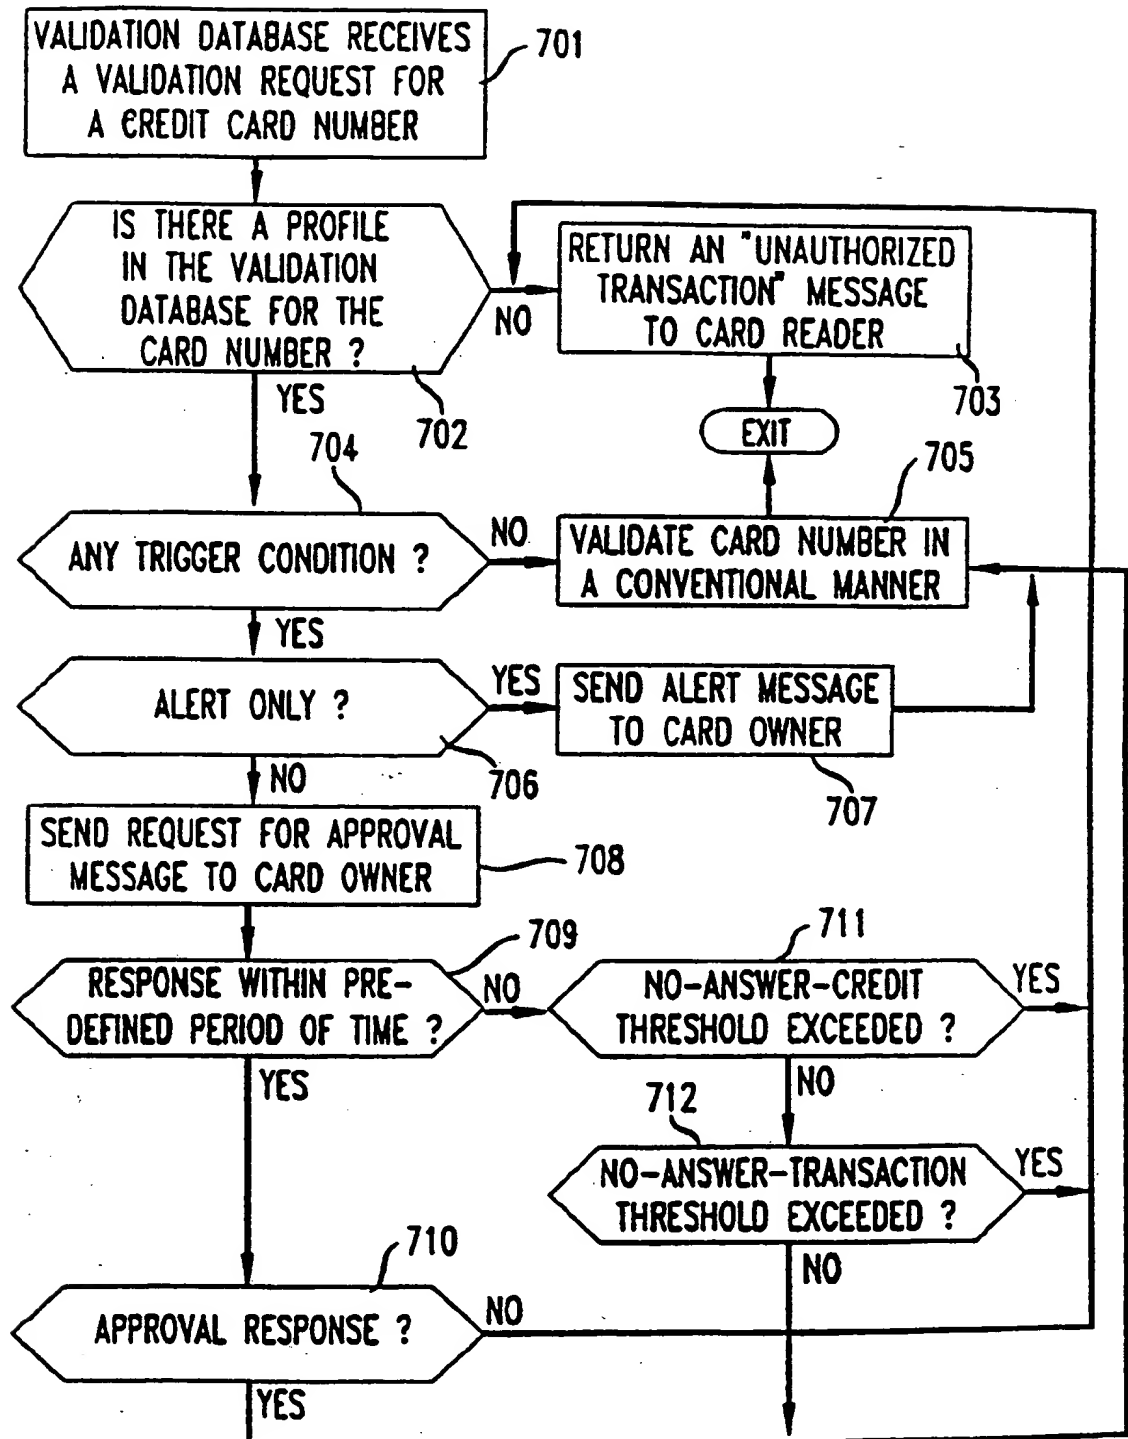 VALIDATION DATABASE RECEIVES
A VALIDATION REQUEST FOR
A CREDIT CARD NUMBER
701
IS THERE A PROFILE
IN THE VALIDATION
DATABASE FOR THE
CARD NUMBER ?
702
NO
RETURN AN "UNAUTHORIZED
TRANSACTION" MESSAGE
TO CARD READER
703
YES
EXIT
704
ANY TRIGGER CONDITION ?
NO
705
VALIDATE CARD NUMBER IN
A CONVENTIONAL MANNER
YES
ALERT ONLY ?
706
YES
SEND ALERT MESSAGE
TO CARD OWNER
707
NO
SEND REQUEST FOR APPROVAL
MESSAGE TO CARD OWNER
708
709
RESPONSE WITHIN PRE-
DEFINED PERIOD OF TIME ?
NO
711
NO-ANSWER-CREDIT
THRESHOLD EXCEEDED ?
YES
YES
NO
712
NO-ANSWER-TRANSACTION
THRESHOLD EXCEEDED ?
YES
NO
710
APPROVAL RESPONSE ?
NO
YES